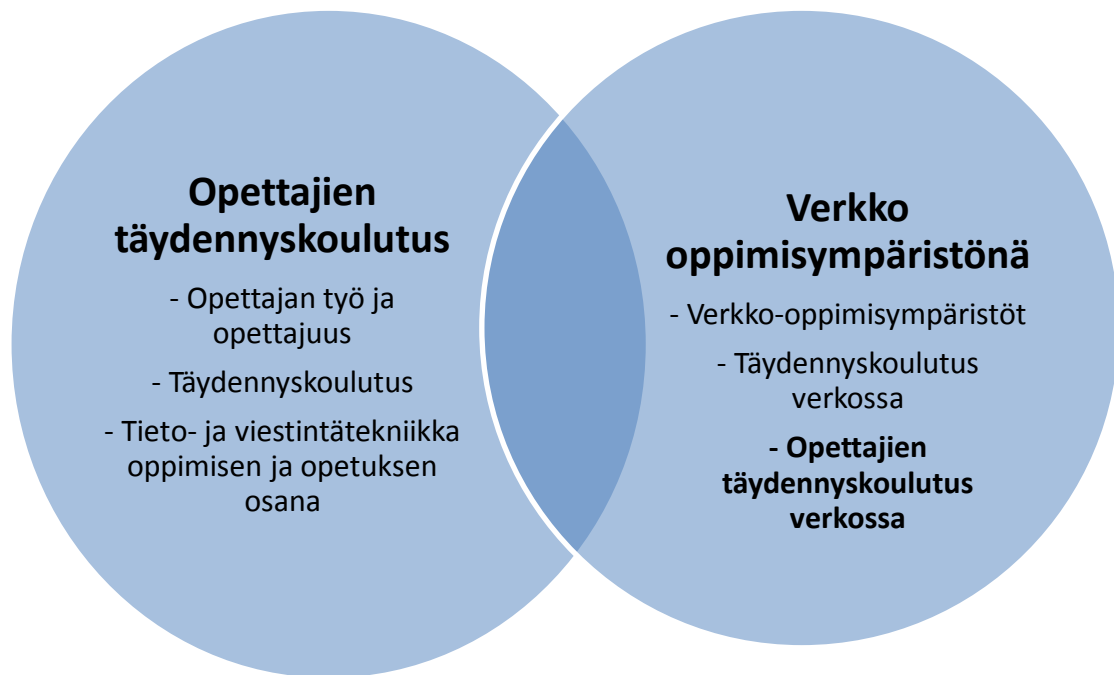 Opettajien
täydennyskoulutus
- Opettajan työ ja
opettajuus
- Täydennyskoulutus
- Tieto- ja viestintätekniikka
oppimisen ja opetuksen
osana
Verkko
oppimisympäristönä
- Verkko-oppimisympäristöt
- Täydennyskoulutus
verkossa
- Opettajien
täydennyskoulutus
verkossa